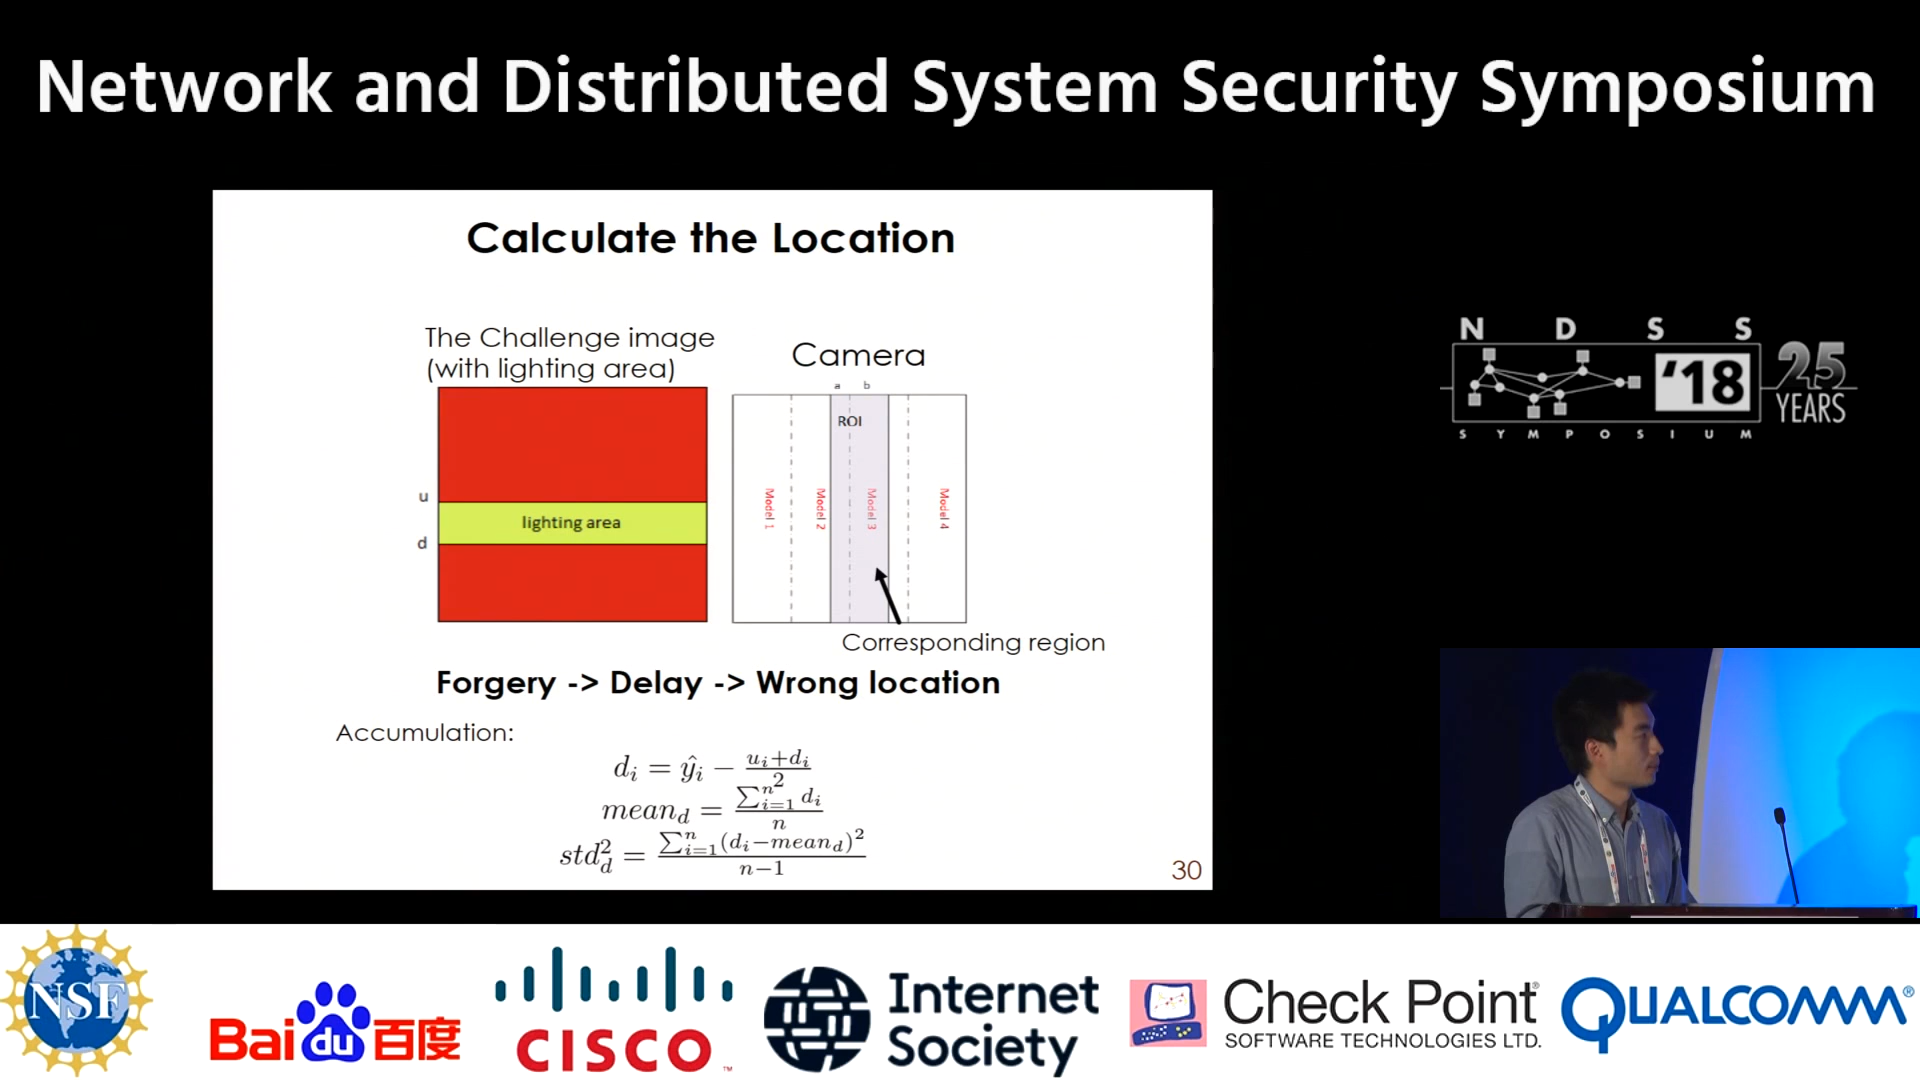 Network and Distributed System Security Symposium
Calculate the Location
The Challenge image
(with lighting area)
Camera
a b
ROI
u
lighting area
d
Model 1
Model 2
Model 3
Model 4
Corresponding region
Forgery -> Delay -> Wrong location
Accumulation:
d_i = ŷ_i − (u_i+d_i)/2
mean_d = ∑_{i=1}^{n} d_i / n
std_d^2 = ∑_{i=1}^{n} (d_i−mean_d)^2 / (n−1)
30
N D S S
'18
25
YEARS
S Y M P O S I U M
NSF
Bai du 百度
CISCO
Internet
Society
Check Point
SOFTWARE TECHNOLOGIES LTD.
QUALCOMM®